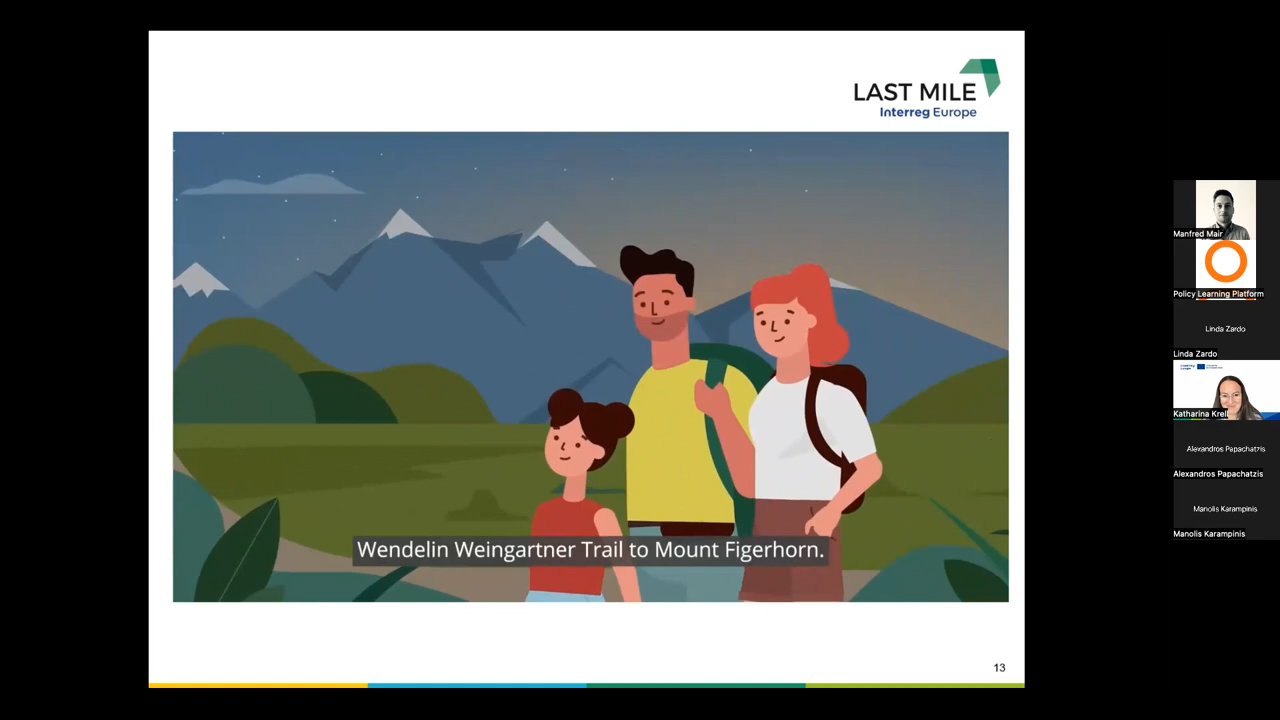 LAST MILE
Interreg Europe
Wendelin Weingartner Trail to Mount Figerhorn.
13
Manfred Mair
Policy Learning Platform
Linda Zardo
Linda Zardo
Katharina Krell
Alexandros Papachatzis
Alexandros Papachatzis
Manolis Karampinis
Manolis Karampinis